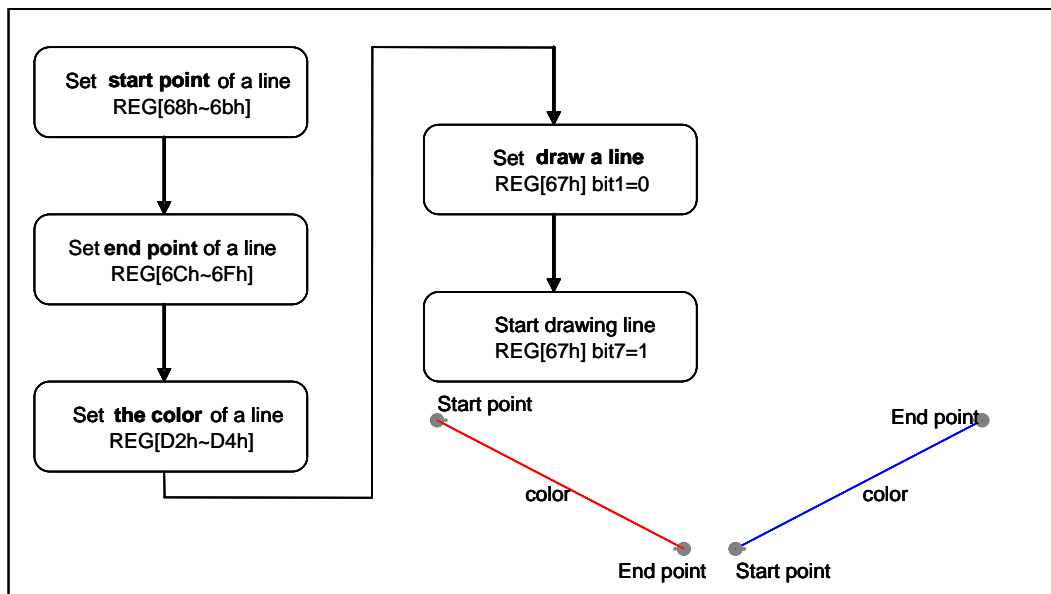 Set start point of a line
REG[68h~6bh]
Set end point of a line
REG[6Ch~6Fh]
Set the color of a line
REG[D2h~D4h]
Set draw a line
REG[67h] bit1=0
Start drawing line
REG[67h] bit7=1
Start point
color
End point
End point
color
Start point